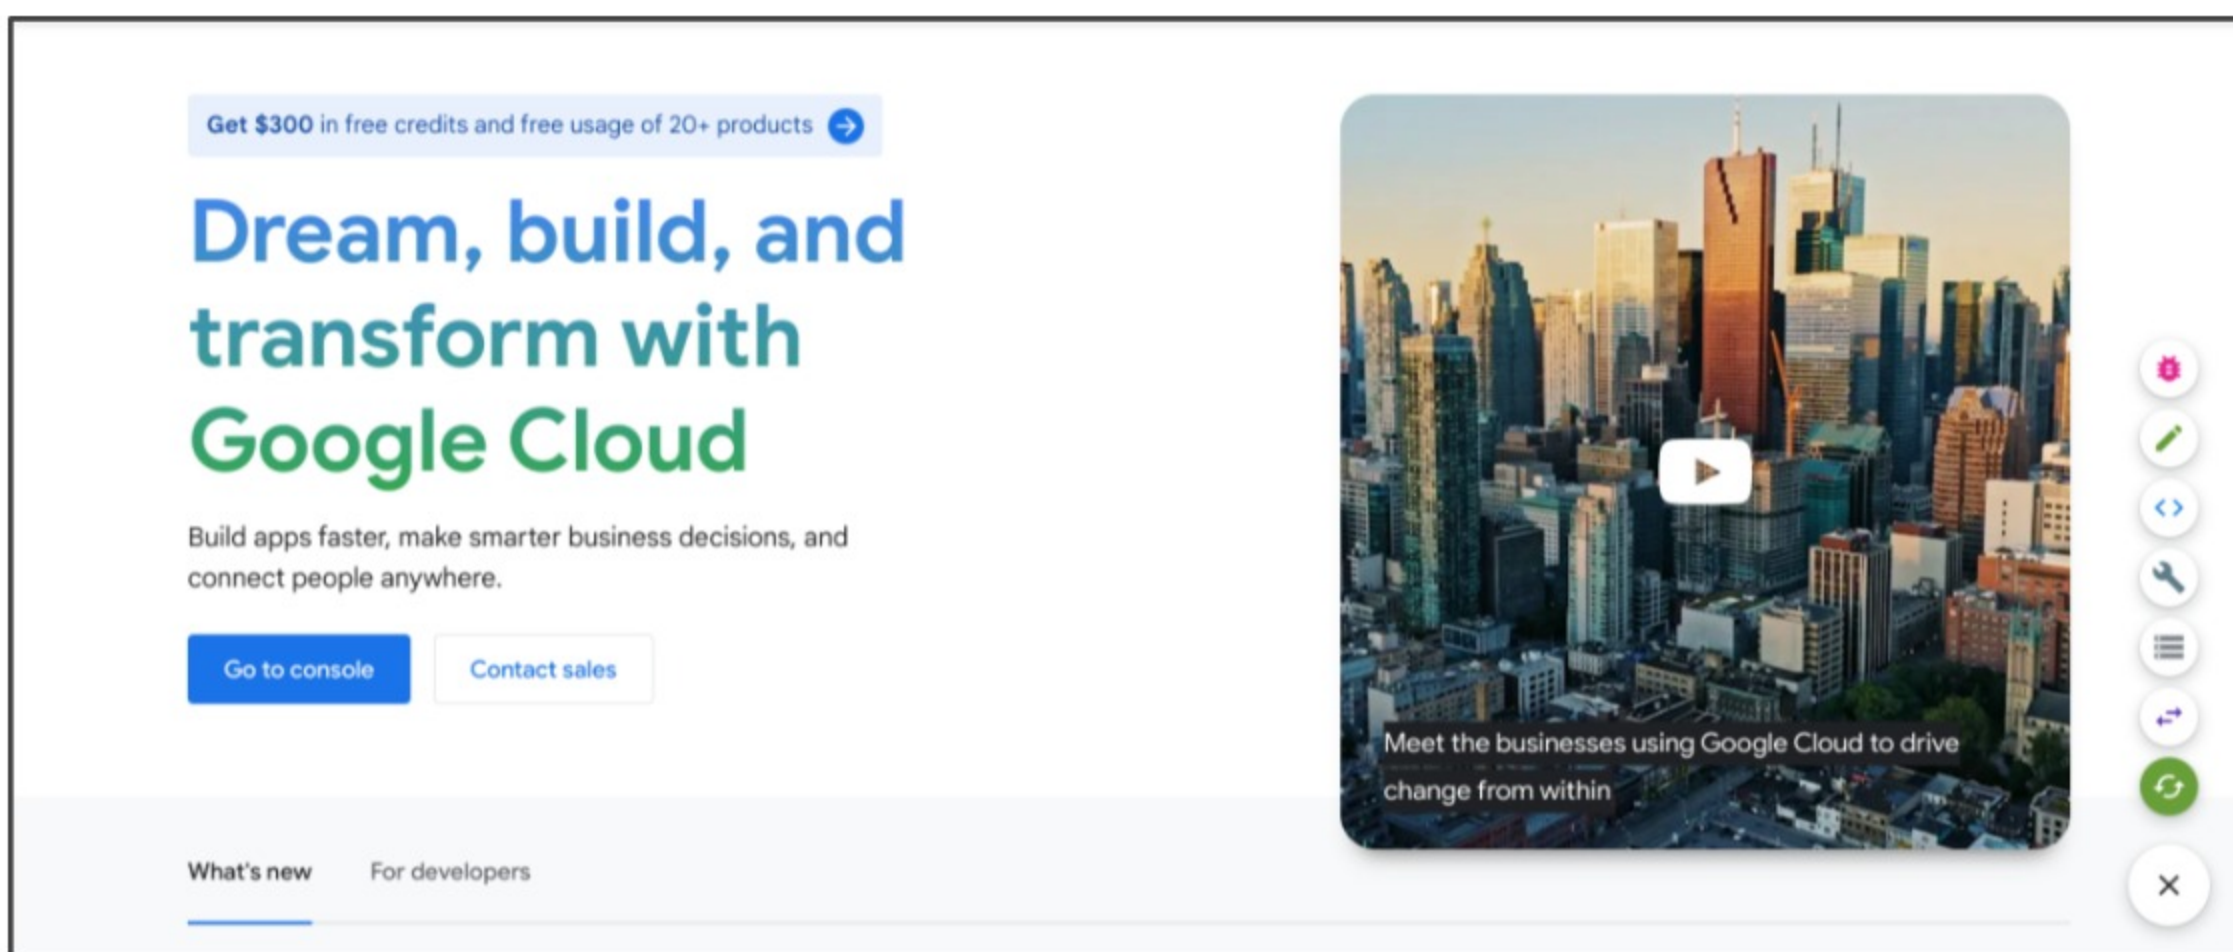 Get $300 in free credits and free usage of 20+ products
Dream, build, and
transform with
Google Cloud
Build apps faster, make smarter business decisions, and
connect people anywhere.
Go to console
Contact sales
Meet the businesses using Google Cloud to drive
change from within
What's new
For developers